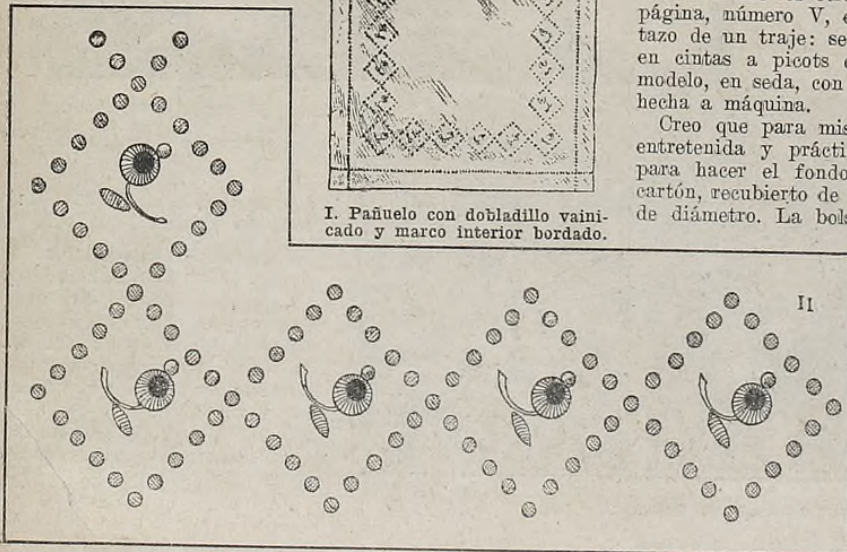 página, número V, e
tazo de un traje: se
en cintas a picots
modelo, en seda, con
hecha a máquina.
Creo que para mis
entretenida y prácti
para hacer el fondo
cartón, recubierto de
de diámetro. La bols
I. Pañuelo con dobladillo vaini-
cado y marco interior bordado.
II